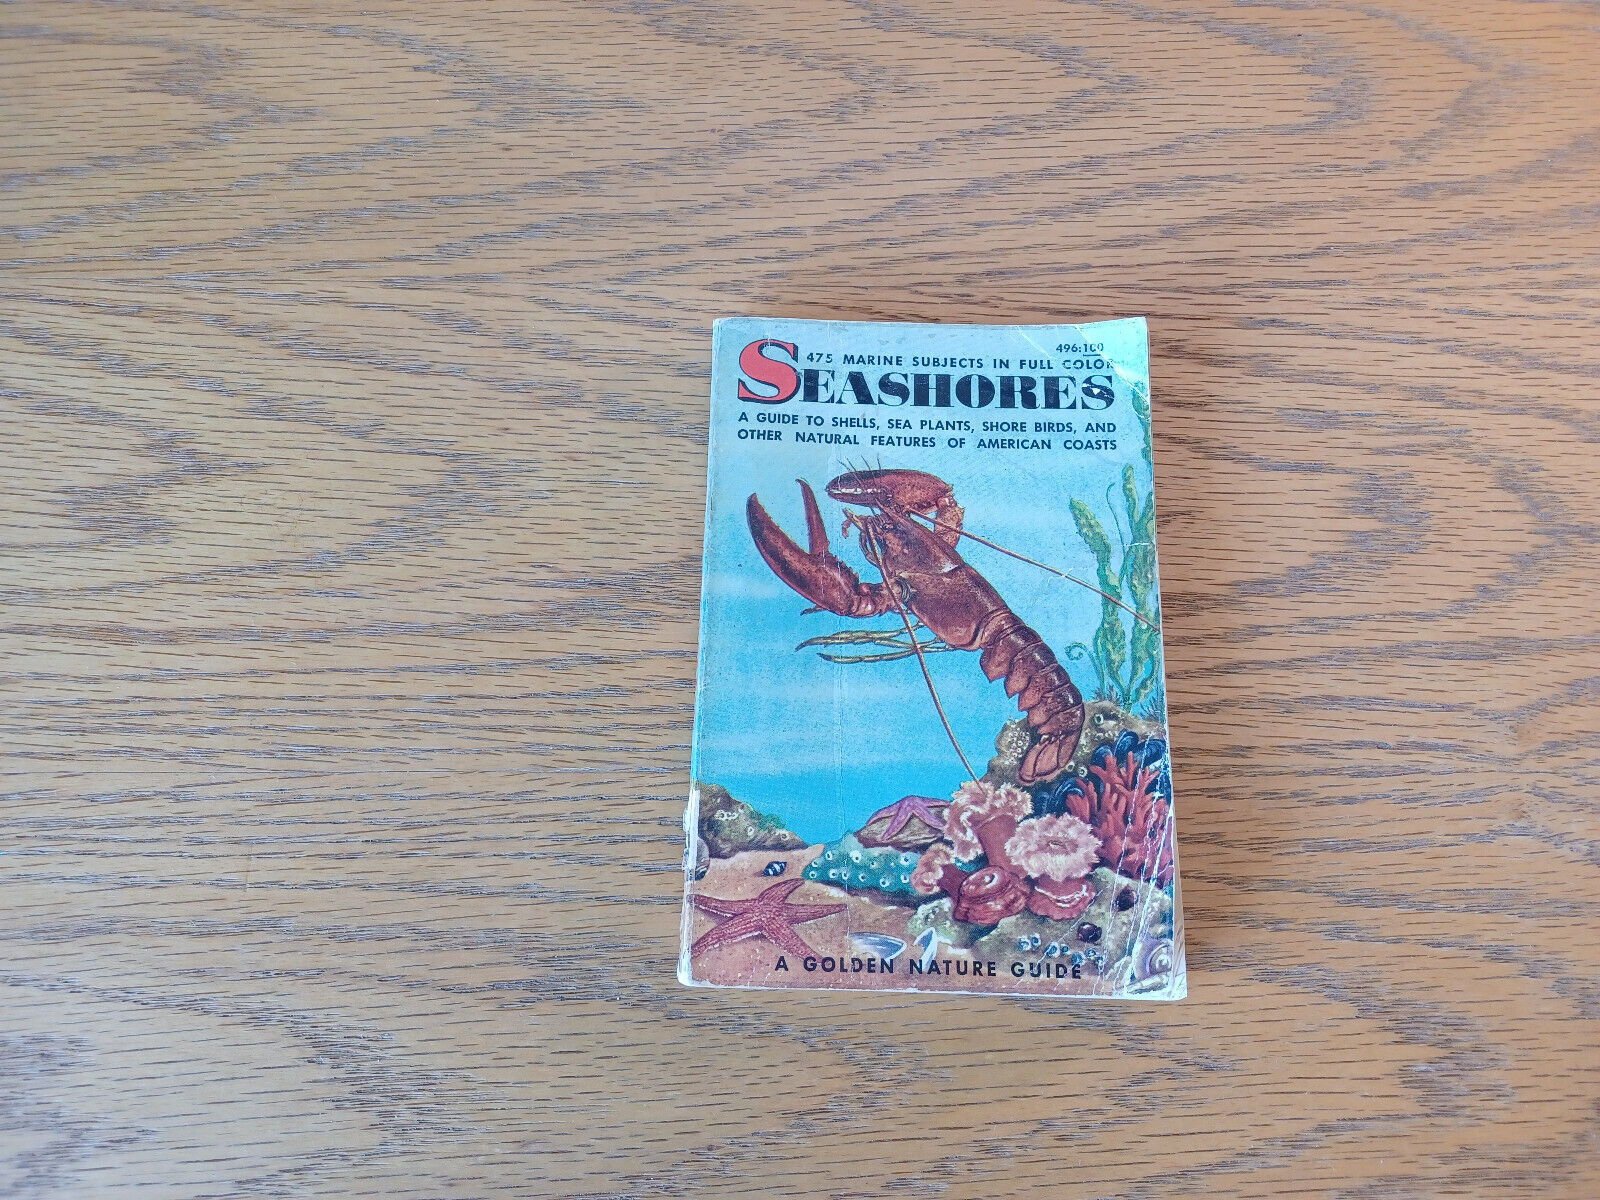 496:100
475 MARINE SUBJECTS IN FULL COLOR
SEASHORES
A GUIDE TO SHELLS, SEA PLANTS, SHORE BIRDS, AND
OTHER NATURAL FEATURES OF AMERICAN COASTS
A GOLDEN NATURE GUIDE